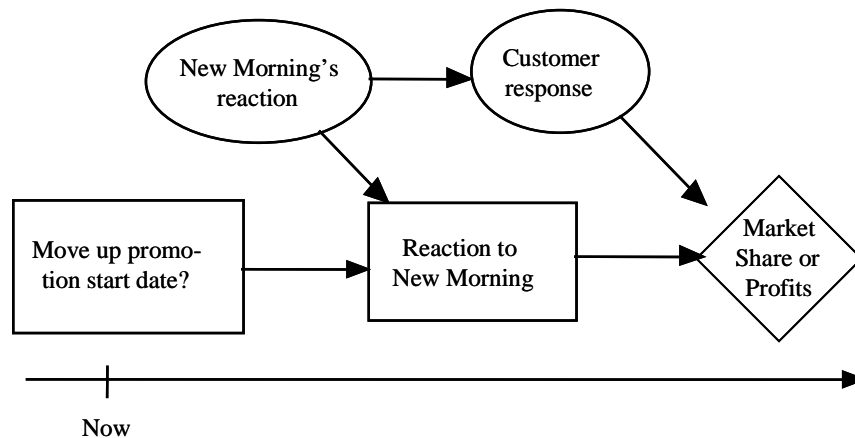 New Morning's
reaction
Customer
response
Move up promo-
tion start date?
Reaction to
New Morning
Market
Share or
Profits
Now